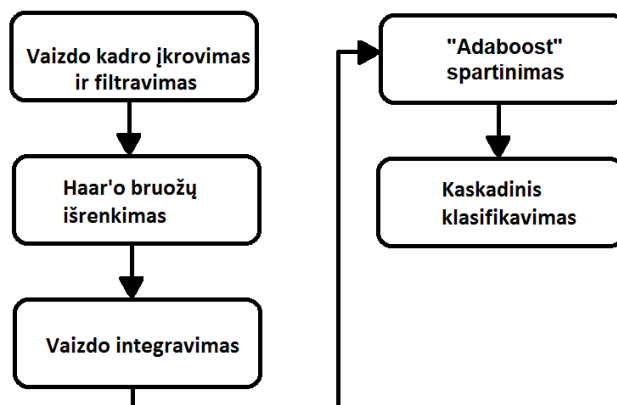 Vaizdo kadro įkrovimas
ir filtravimas
Haar'o bruožų
išrenkimas
Vaizdo integravimas
"Adaboost"
spartinimas
Kaskadinis
klasifikavimas